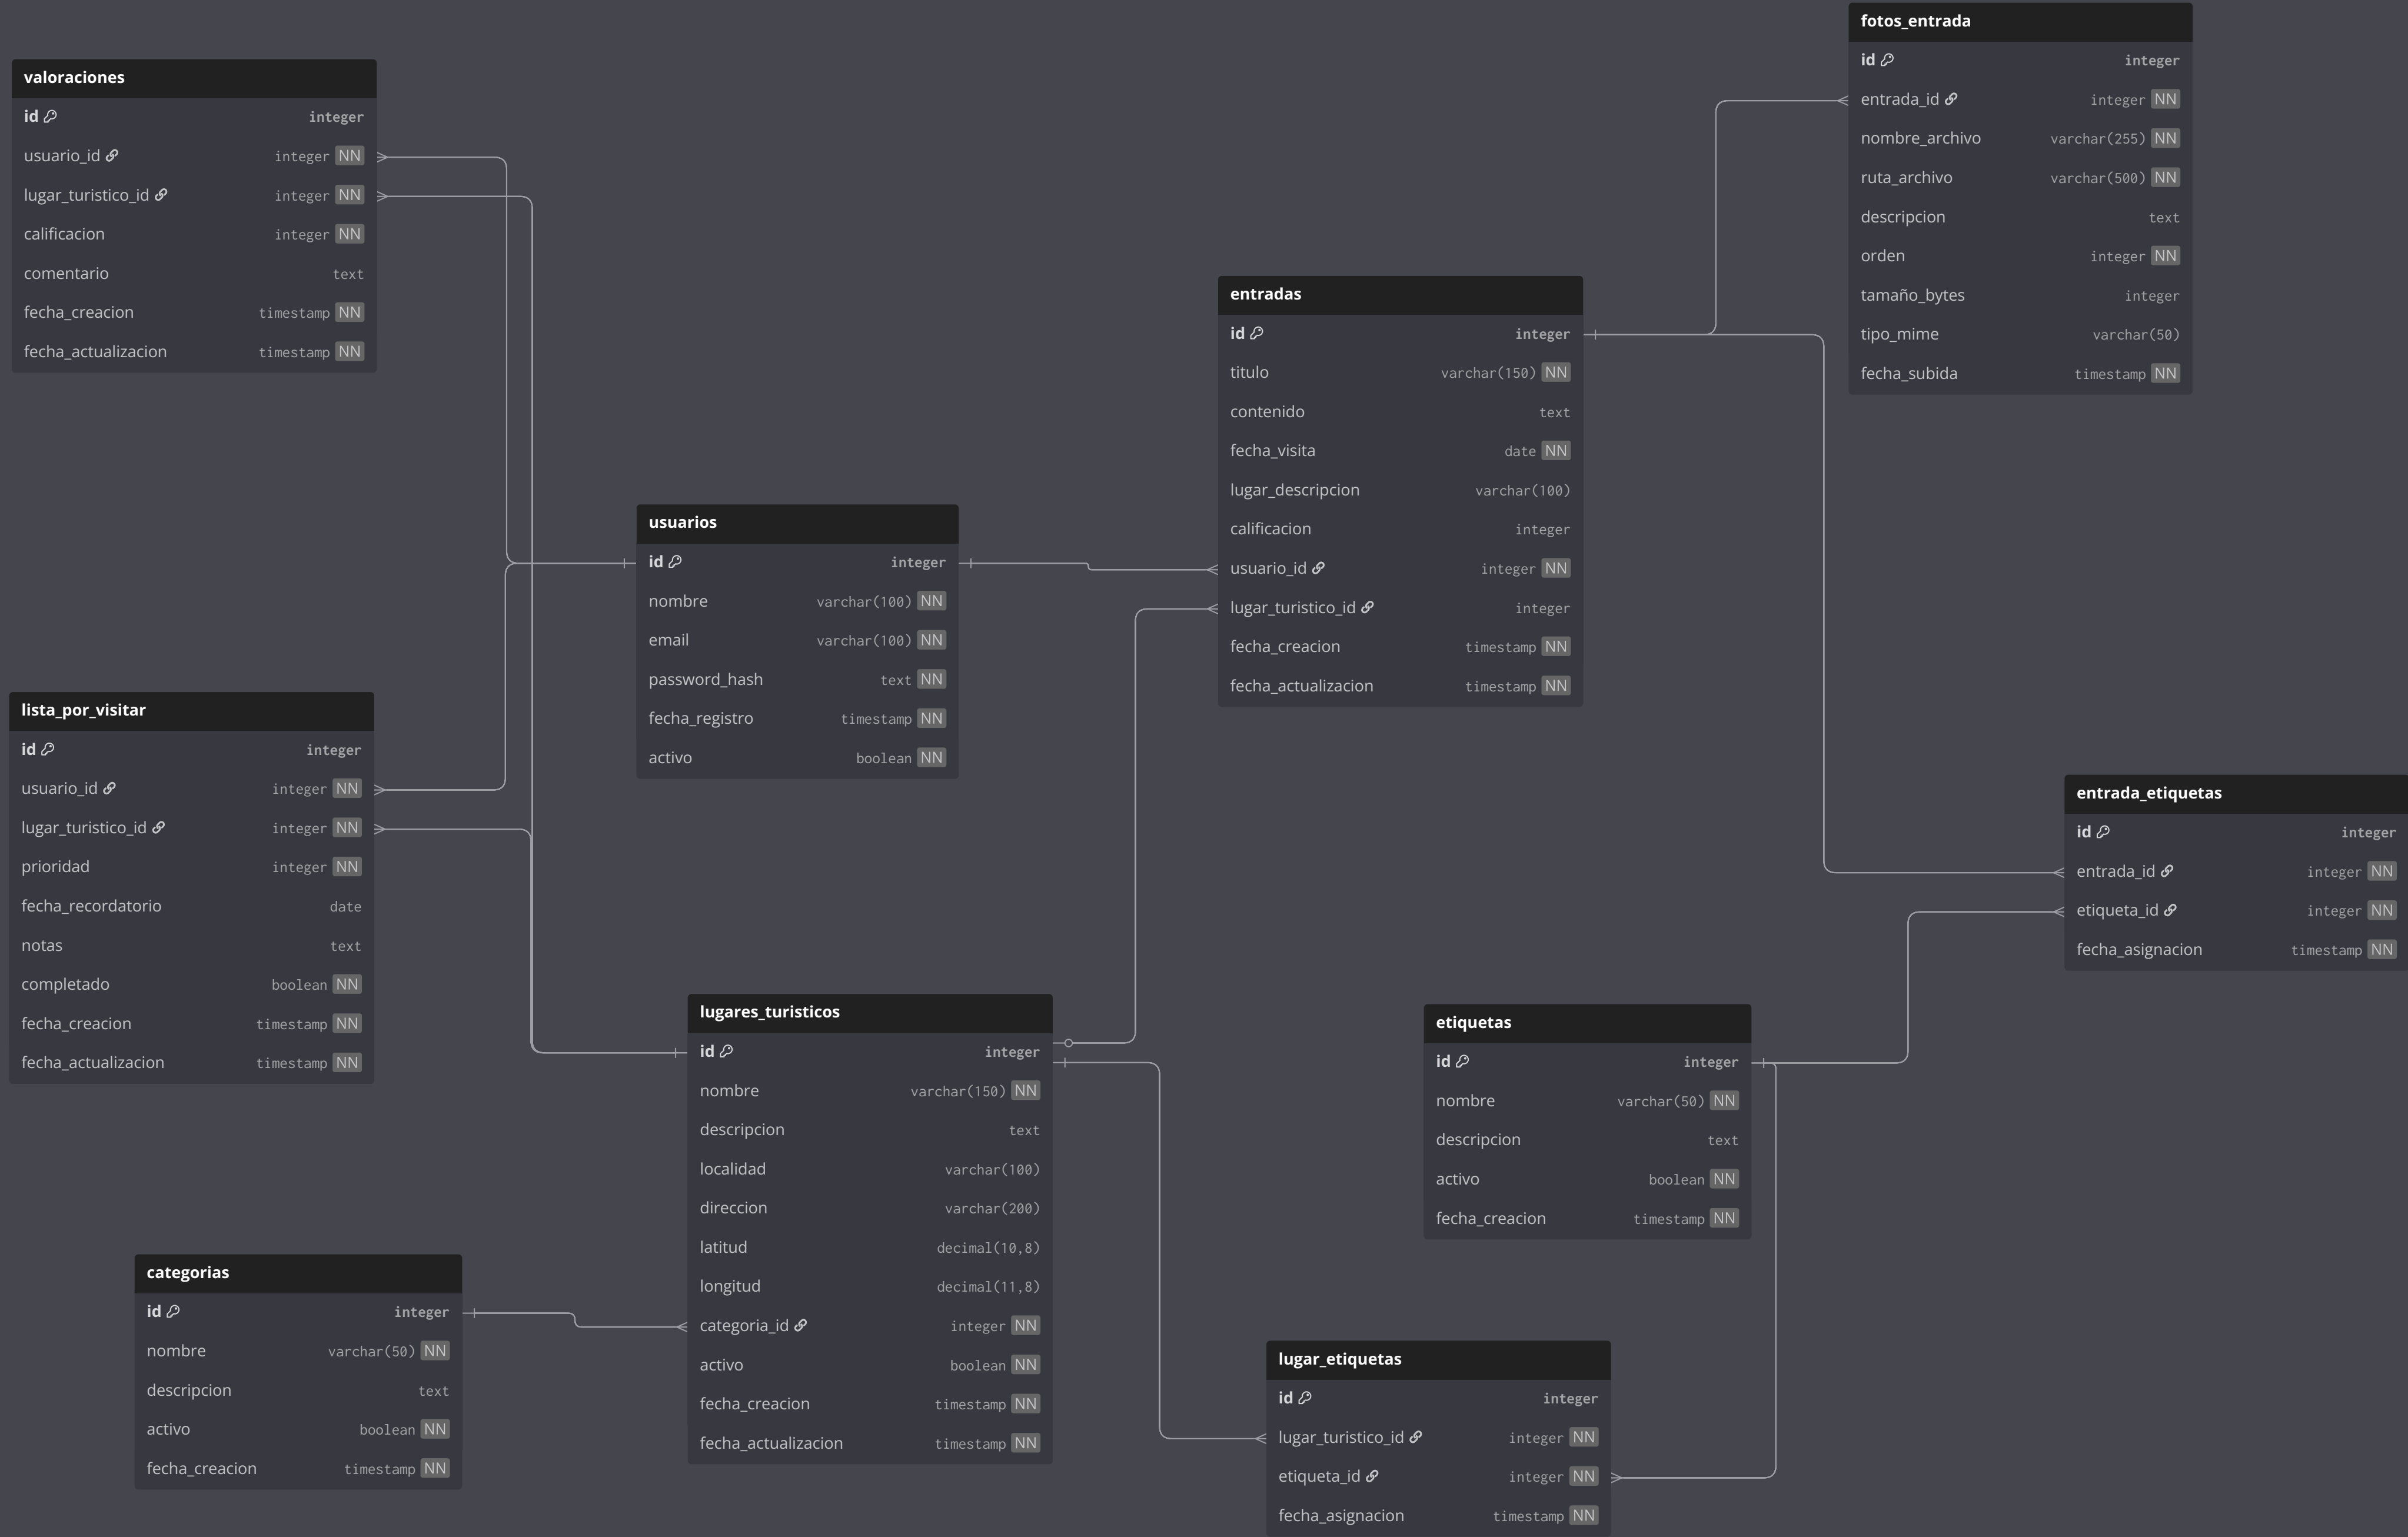 valoraciones
id integer
usuario_id integer NN
lugar_turistico_id integer NN
calificacion integer NN
comentario text
fecha_creacion timestamp NN
fecha_actualizacion timestamp NN
fotos_entrada
id integer
entrada_id integer NN
nombre_archivo varchar(255) NN
ruta_archivo varchar(500) NN
descripcion text
orden integer NN
tamaño_bytes integer
tipo_mime varchar(50)
fecha_subida timestamp NN
entradas
id integer
titulo varchar(150) NN
contenido text
fecha_visita date NN
lugar_descripcion varchar(100)
calificacion integer
usuario_id integer NN
lugar_turistico_id integer
fecha_creacion timestamp NN
fecha_actualizacion timestamp NN
usuarios
id integer
nombre varchar(100) NN
email varchar(100) NN
password_hash text NN
fecha_registro timestamp NN
activo boolean NN
lista_por_visitar
id integer
usuario_id integer NN
lugar_turistico_id integer NN
prioridad integer NN
fecha_recordatorio date
notas text
completado boolean NN
fecha_creacion timestamp NN
fecha_actualizacion timestamp NN
entrada_etiquetas
id integer
entrada_id integer NN
etiqueta_id integer NN
fecha_asignacion timestamp NN
lugares_turisticos
id integer
nombre varchar(150) NN
descripcion text
localidad varchar(100)
direccion varchar(200)
latitud decimal(10,8)
longitud decimal(11,8)
categoria_id integer NN
activo boolean NN
fecha_creacion timestamp NN
fecha_actualizacion timestamp NN
etiquetas
id integer
nombre varchar(50) NN
descripcion text
activo boolean NN
fecha_creacion timestamp NN
categorias
id integer
nombre varchar(50) NN
descripcion text
activo boolean NN
fecha_creacion timestamp NN
lugar_etiquetas
id integer
lugar_turistico_id integer NN
etiqueta_id integer NN
fecha_asignacion timestamp NN